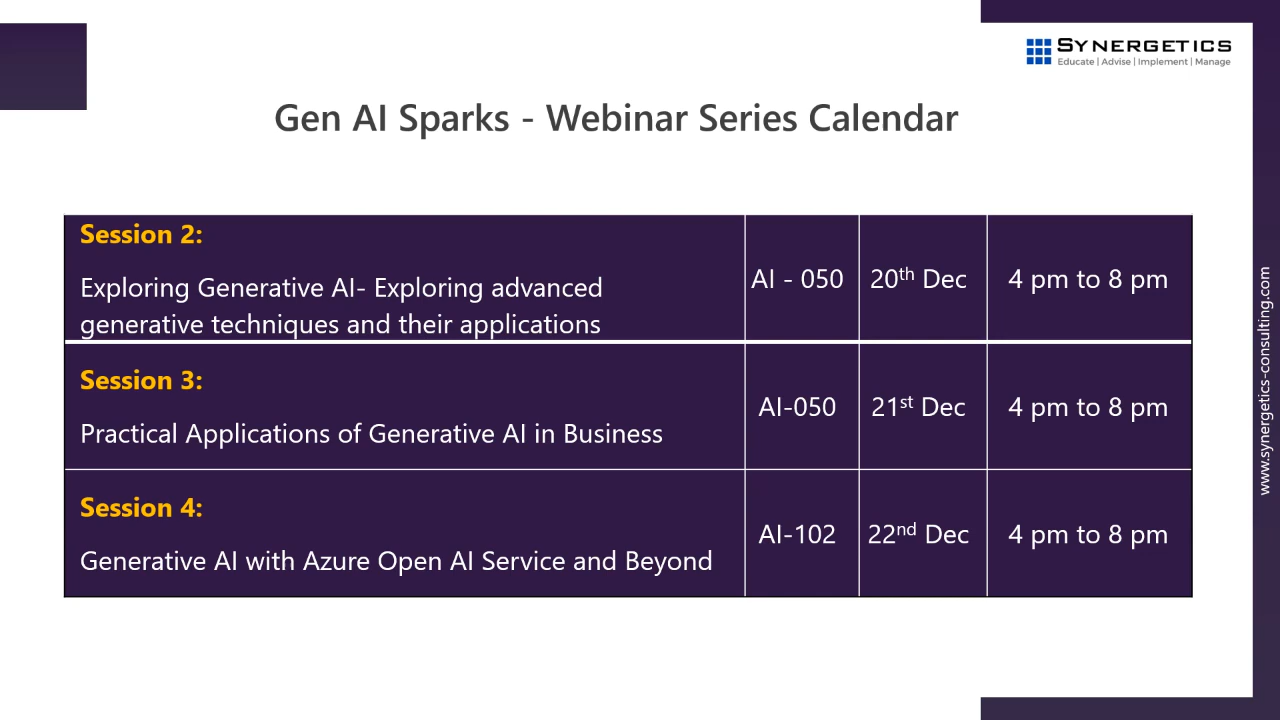 SYNERGETICS
Educate | Advise | Implement | Manage
Gen AI Sparks - Webinar Series Calendar
Session 2:
Exploring Generative AI- Exploring advanced
generative techniques and their applications
AI - 050
20th Dec
4 pm to 8 pm
Session 3:
Practical Applications of Generative AI in Business
AI-050
21st Dec
4 pm to 8 pm
Session 4:
Generative AI with Azure Open AI Service and Beyond
AI-102
22nd Dec
4 pm to 8 pm
www.synergetics-consulting.com